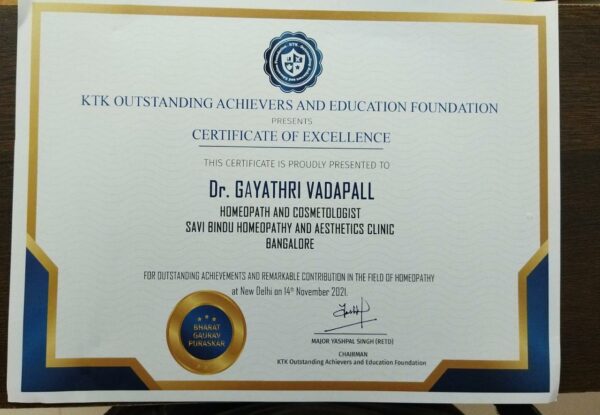 KTK OUTSTANDING ACHIEVERS AND EDUCATION FOUNDATION
PRESENTS
CERTIFICATE OF EXCELLENCE
THIS CERTIFICATE IS PROUDLY PRESENTED TO
Dr. GAYATHRI VADAPALL
HOMEOPATH AND COSMETOLOGIST
SAVI BINDU HOMEOPATHY AND AESTHETICS CLINIC
BANGALORE
FOR OUTSTANDING ACHIEVEMENTS AND REMARKABLE CONTRIBUTION IN THE FIELD OF HOMEOPATHY
at New Delhi on 14th November 2021.
BHARAT
GAURAV
PURASKAR
MAJOR YASHPAL SINGH (RETD)
CHAIRMAN
KTK Outstanding Achievers and Education Foundation